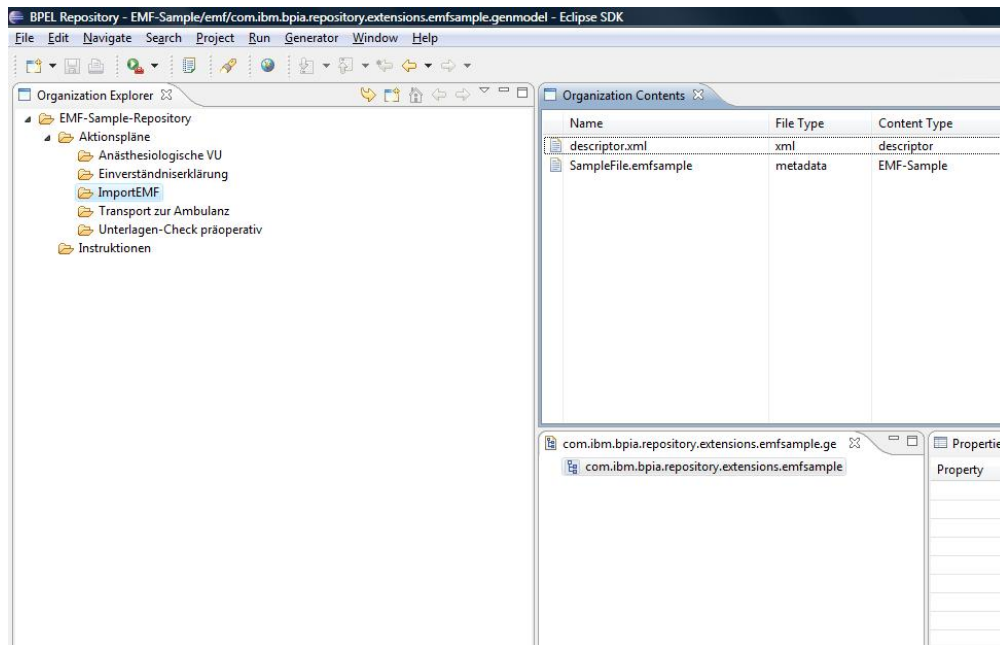 BPEL Repository - EMF-Sample/emf/com.ibm.bpia.repository.extensions.emfsample.genmodel - Eclipse SDK
File Edit Navigate Search Project Run Generator Window Help
Organization Explorer
EMF-Sample-Repository
Aktionspläne
Anästhesiologische VU
Einverständniserklärung
ImportEMF
Transport zur Ambulanz
Unterlagen-Check präoperativ
Instruktionen
Organization Contents
Name File Type Content Type
descriptor.xml xml descriptor
SampleFile.emfsample metadata EMF-Sample
com.ibm.bpia.repository.extensions.emfsample.ge
com.ibm.bpia.repository.extensions.emfsample
Propertie
Property